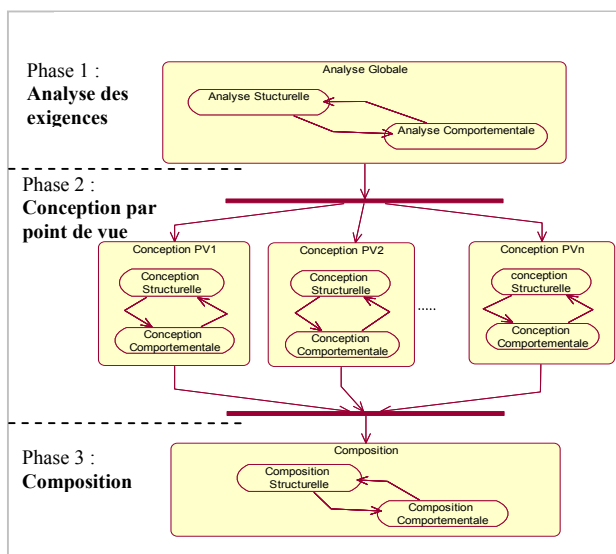 Phase 1 :
Analyse des
exigences
Analyse Globale
Analyse Stucturelle
Analyse Comportementale
Phase 2 :
Conception par
point de vue
Conception PV1
Conception
Structurelle
Conception
Comportementale
Conception PV2
Conception
Structurelle
Conception
Comportementale
.....
Conception PVn
conception
Structurelle
Conception
Comportementale
Phase 3 :
Composition
Composition
Composition
Structurelle
Composition
Comportementale